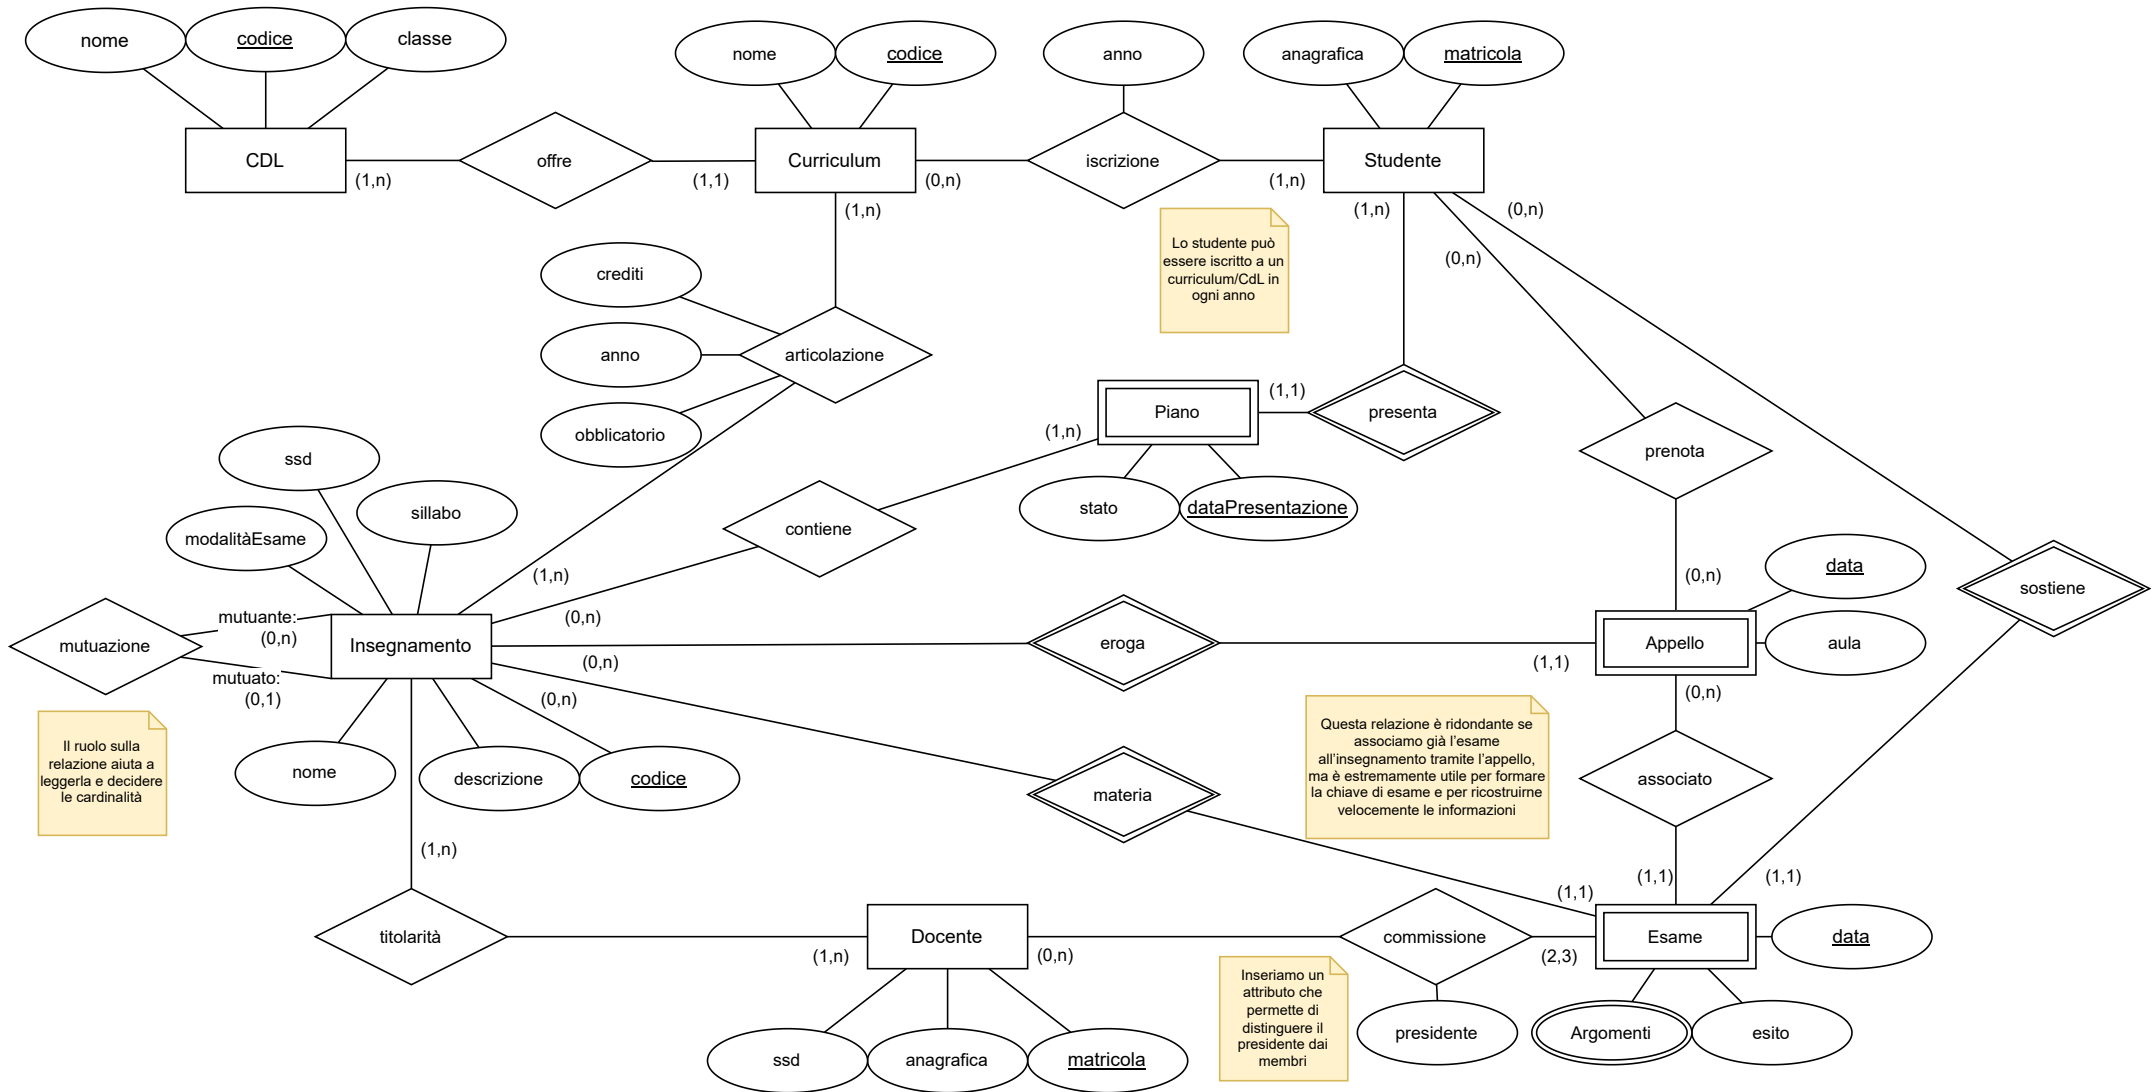 nome
codice
classe
nome
codice
anno
anagrafica
matricola
CDL
offre
Curriculum
iscrizione
Studente
(1,n)
(1,1)
(0,n)
(1,n)
(1,n)
(1,n)
(0,n)
(0,n)
Lo studente può
essere iscritto a un
curriculum/CdL in
ogni anno
crediti
anno
articolazione
obblicatorio
Piano
(1,1)
presenta
(1,n)
prenota
ssd
sillabo
modalitàEsame
contiene
stato
dataPresentazione
(1,n)
(0,n)
(0,n)
data
sostiene
mutuazione
mutuante:
(0,n)
mutuato:
(0,1)
Insegnamento
(0,n)
(0,n)
eroga
(1,1)
Appello
aula
(0,n)
Il ruolo sulla
relazione aiuta a
leggerla e decidere
le cardinalità
nome
descrizione
codice
materia
Questa relazione è ridondante se
associamo già l'esame
all'insegnamento tramite l'appello,
ma è estremamente utile per formare
la chiave di esame e per ricostruirne
velocemente le informazioni
associato
(1,n)
(1,1)
(1,1)
(1,1)
titolarità
(1,n)
Docente
(0,n)
commissione
(2,3)
Esame
data
Inseriamo un
attributo che
permette di
distinguere il
presidente dai
membri
presidente
Argomenti
esito
ssd
anagrafica
matricola